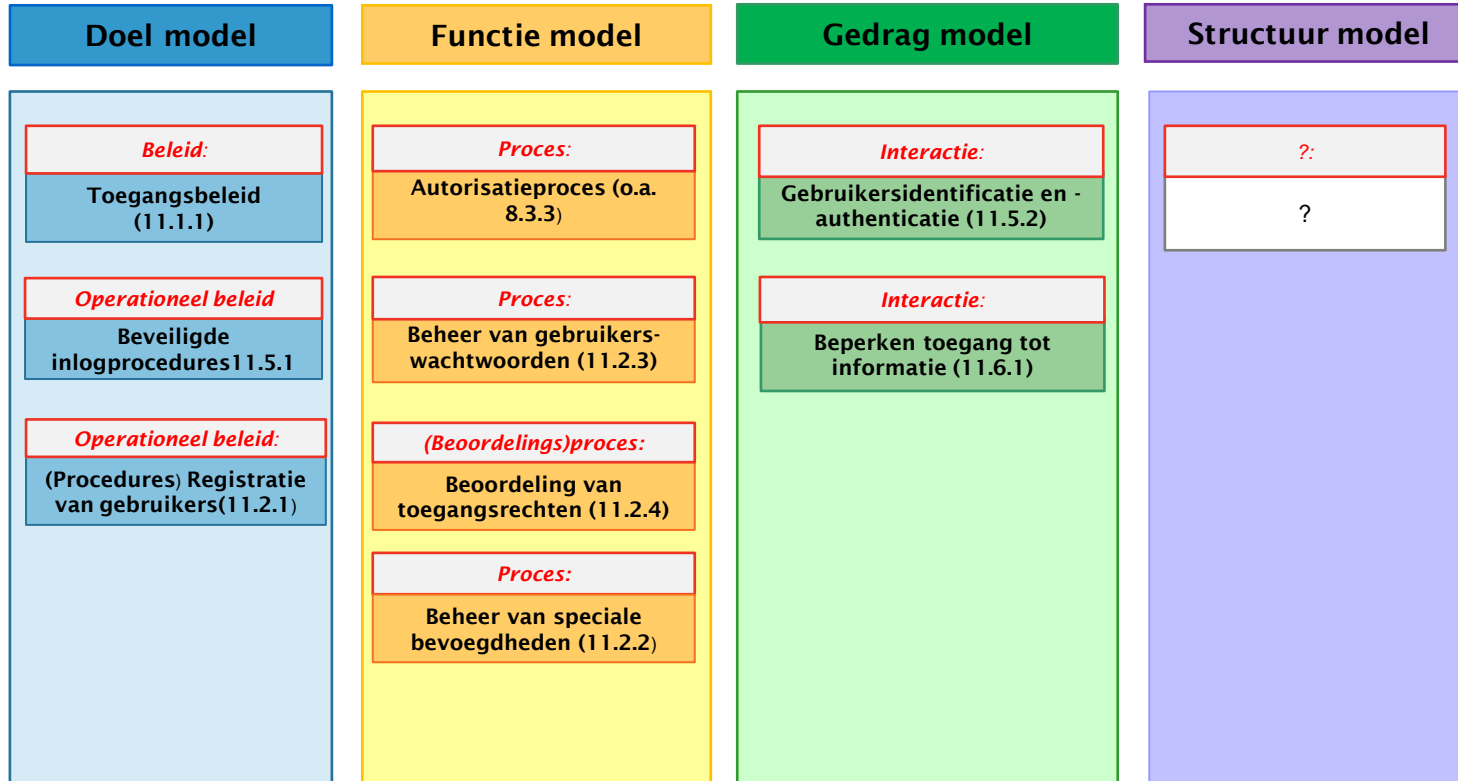 Doel model
Functie model
Gedrag model
Structuur model
Beleid:
Toegangsbeleid
(11.1.1)
Operationeel beleid
Beveiligde
inlogprocedures11.5.1
Operationeel beleid:
(Procedures) Registratie
van gebruikers(11.2.1)
Proces:
Autorisatieproces (o.a.
8.3.3)
Proces:
Beheer van gebruikers-
wachtwoorden (11.2.3)
(Beoordelings)proces:
Beoordeling van
toegangsrechten (11.2.4)
Proces:
Beheer van speciale
bevoegdheden (11.2.2)
Interactie:
Gebruikersidentificatie en -
authenticatie (11.5.2)
Interactie:
Beperken toegang tot
informatie (11.6.1)
?:
?